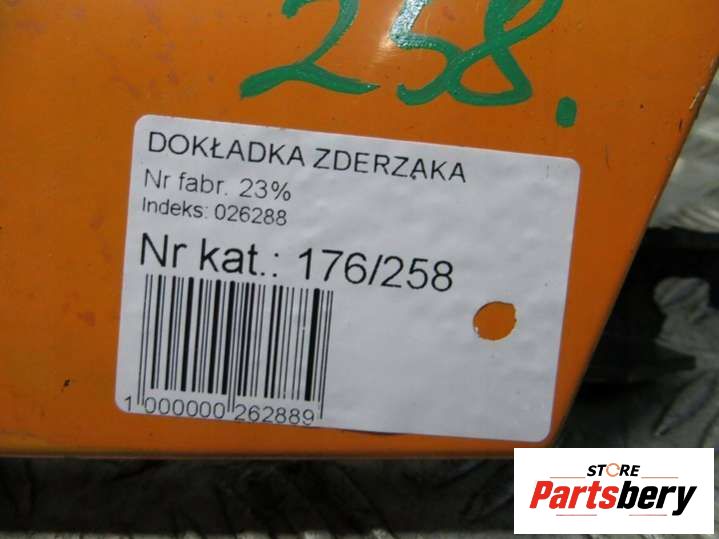 258.
DOKŁADKA ZDERZAKA
Nr fabr. 23%
Indeks: 026288
Nr kat.: 176/258
1 000000 262889
STORE
Partsbery